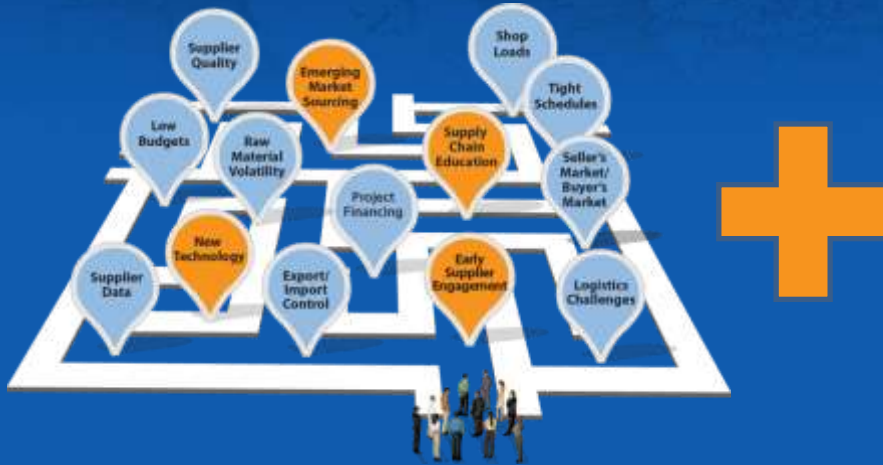 Supplier
Quality
Emerging
Market
Sourcing
Shop
Loads
Tight
Schedules
Low
Budgets
Raw
Material
Volatility
Supply
Chain
Education
Seller's
Market/
Buyer's
Market
Project
Financing
New
Technology
Supplier
Data
Export/
Import
Control
Early
Supplier
Engagement
Logistics
Challenges